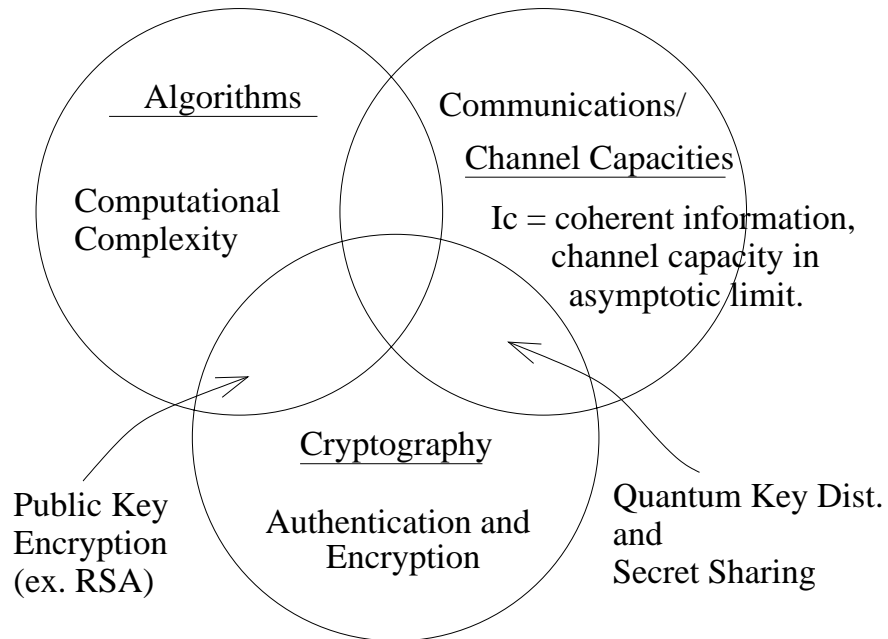 Algorithms
Computational
Complexity
Communications/
Channel Capacities
Ic = coherent information,
channel capacity in
asymptotic limit.
Cryptography
Authentication and
Encryption
Public Key
Encryption
(ex. RSA)
Quantum Key Dist.
and
Secret Sharing